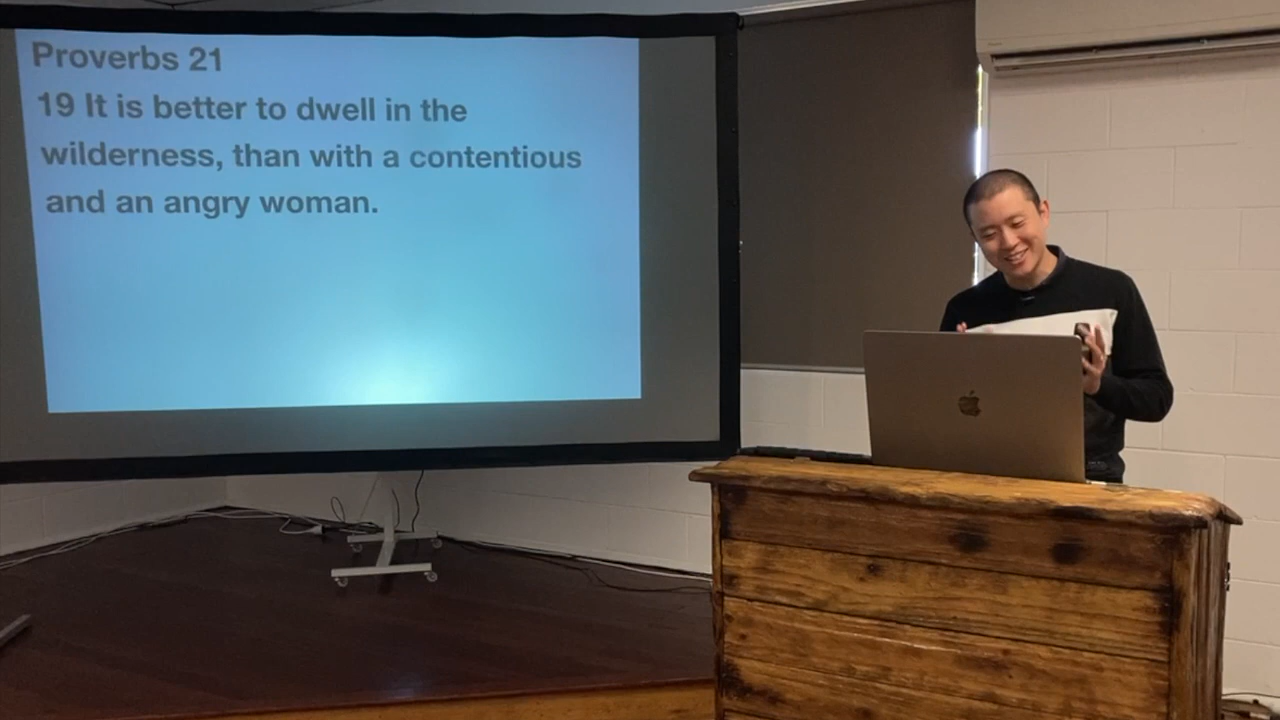 Proverbs 21
19 It is better to dwell in the
wilderness, than with a contentious
and an angry woman.